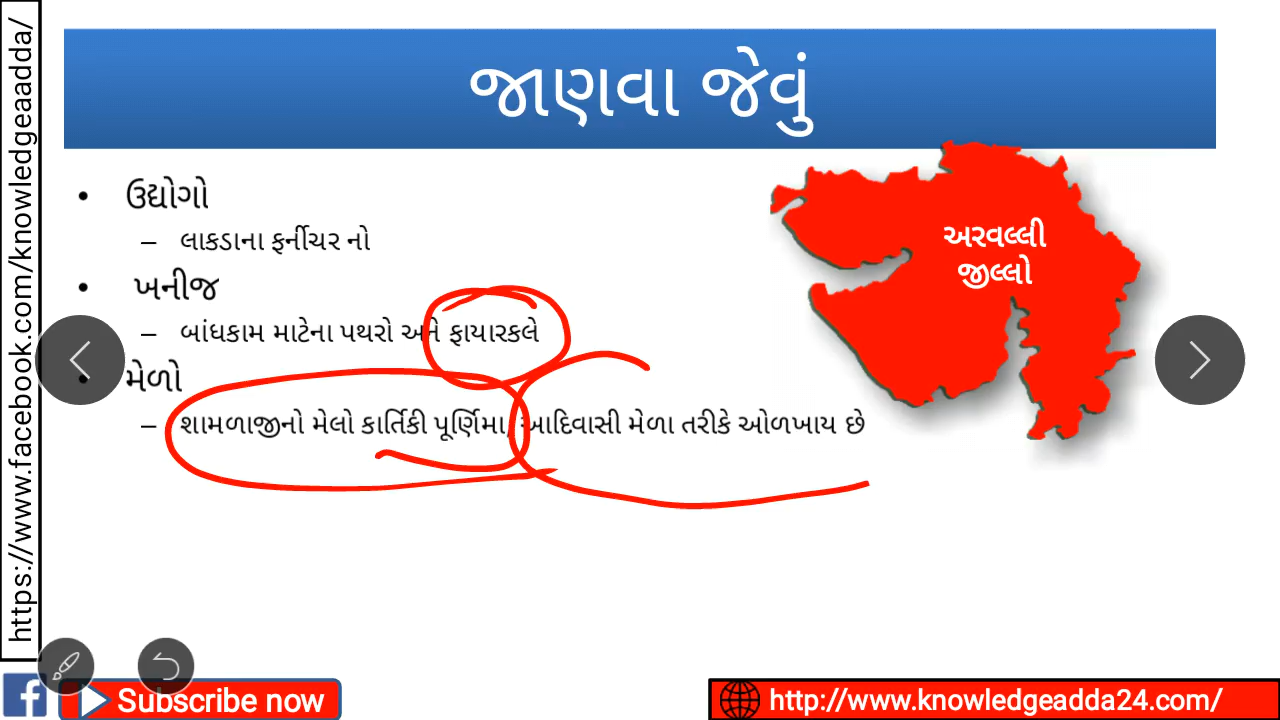 https://www.facebook.com/knowledgeaadda/
જાણવા જેવું
• ઉદ્યોગો
– લાકડાના ફર્નીચર નો
• ખનીજ
– બાંધકામ માટેના પથરો અને ફાયારકલે
• મેળો
– શામળાજીનો મેલો કાર્તિકી પૂર્ણિમા, આદિવાસી મેળા તરીકે ઓળખાય છે
અરવલ્લી
જીલ્લો
Subscribe now
http://www.knowledgeadda24.com/